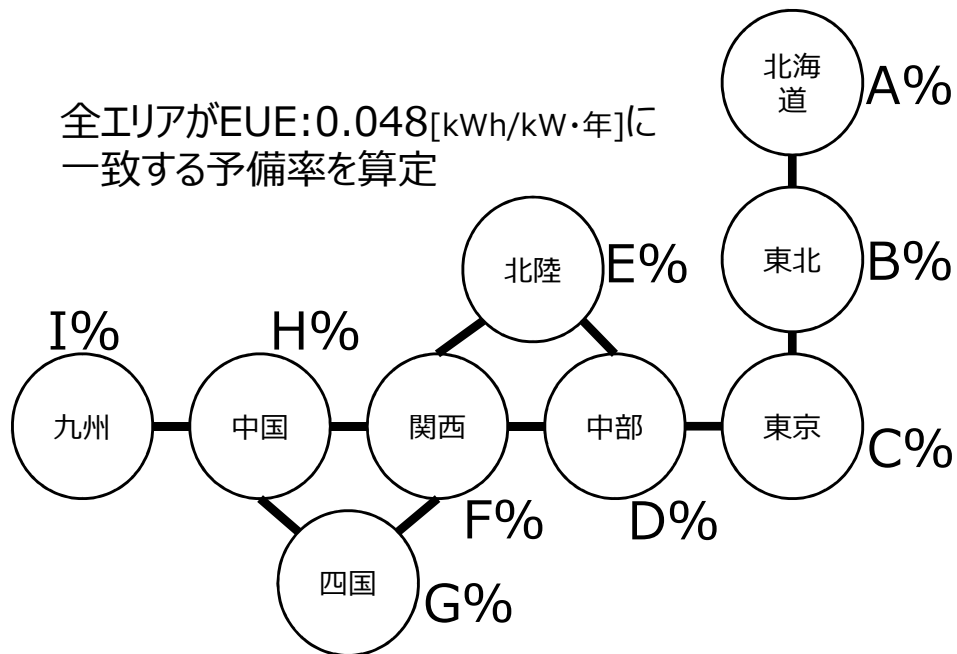 全エリアがEUE:0.048[kWh/kW・年]に
一致する予備率を算定
北海
道
A%
東北
B%
北陸
E%
I%
H%
九州
中国
関西
中部
東京
C%
F%
D%
四国
G%